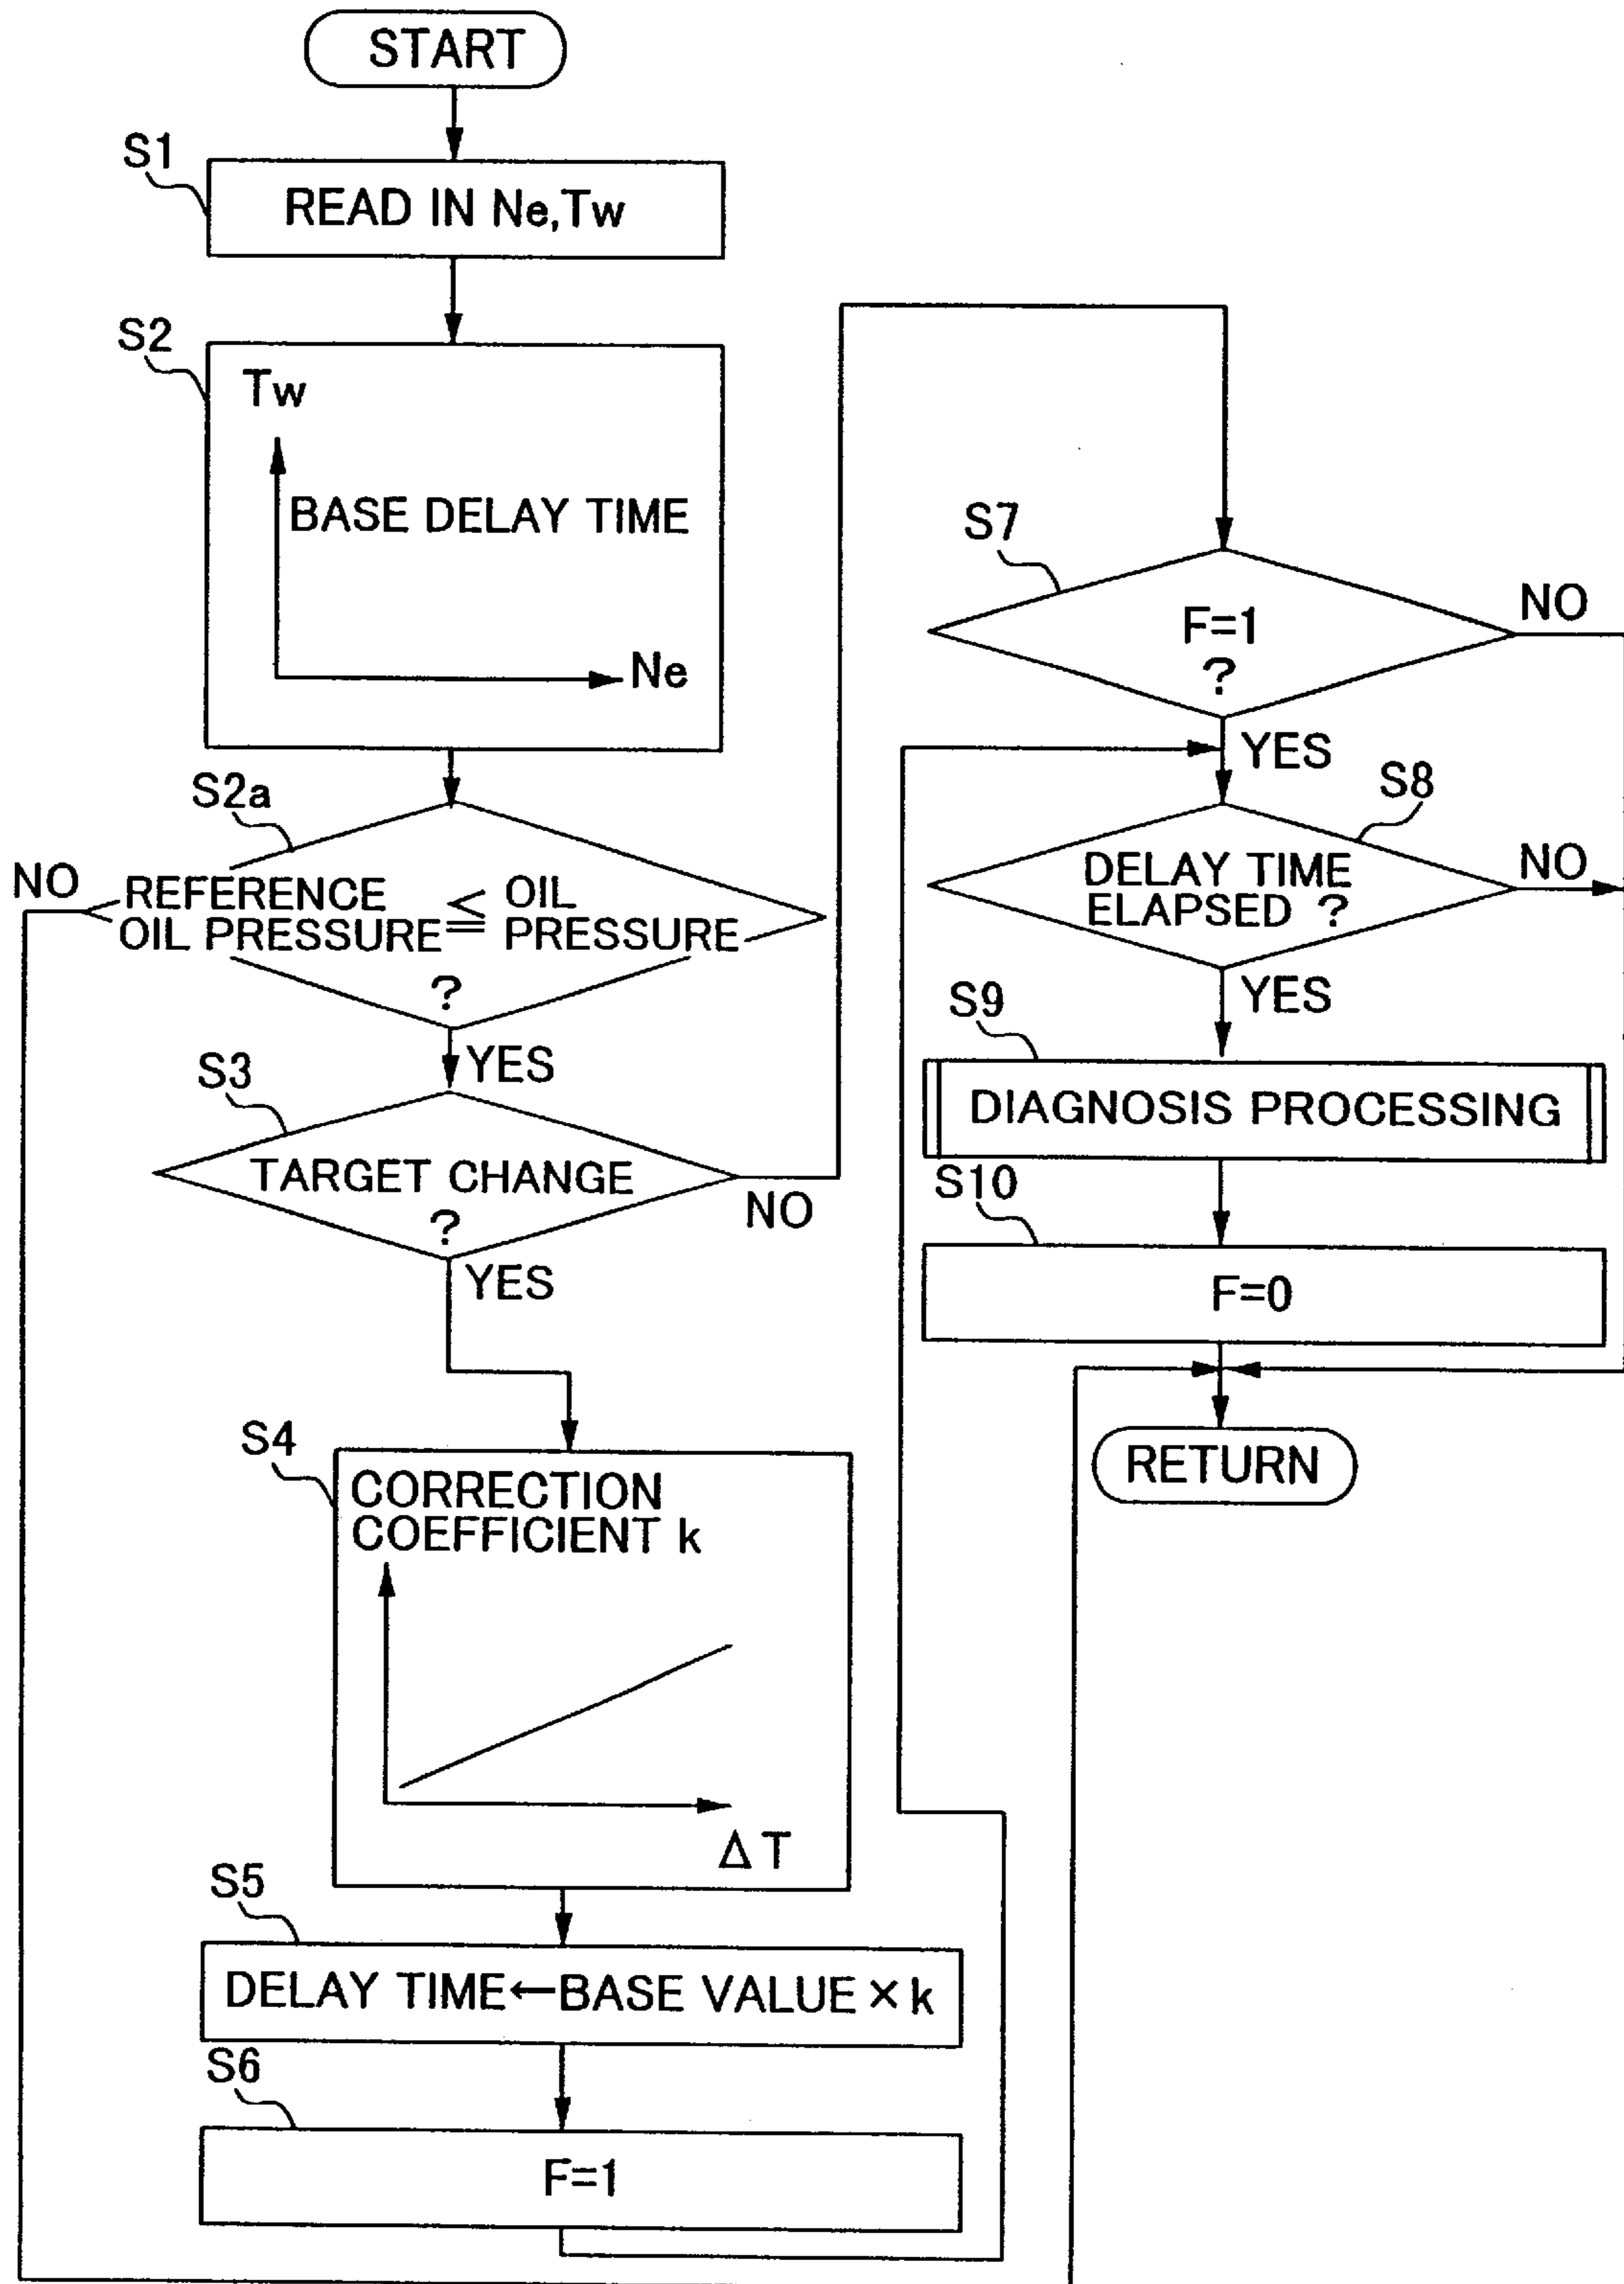 START
S1
READ IN Ne,Tw
S2
Tw
BASE DELAY TIME
Ne
S2a
NO
REFERENCE OIL PRESSURE ≦ OIL PRESSURE
?
YES
S3
TARGET CHANGE
?
NO
YES
S4
CORRECTION
COEFFICIENT k
ΔT
S5
DELAY TIME←BASE VALUE×k
S6
F=1
S7
F=1
?
NO
YES
S8
DELAY TIME
ELAPSED ?
NO
YES
S9
DIAGNOSIS PROCESSING
S10
F=0
RETURN